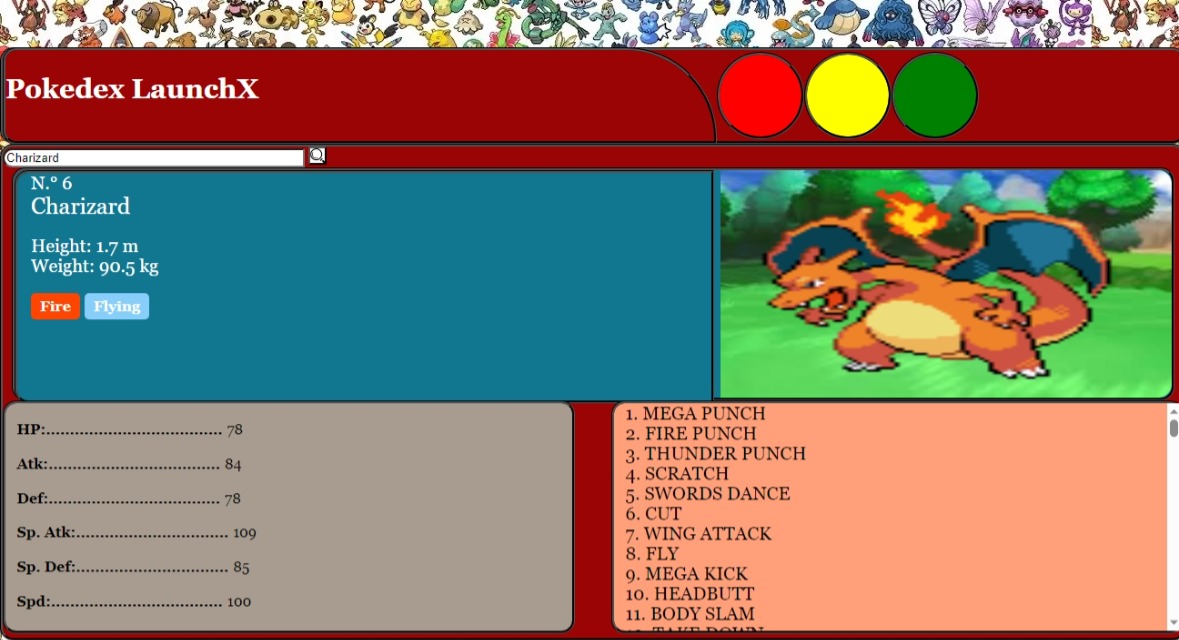 Pokedex LaunchX
Charizard
N.° 6
Charizard
Height: 1.7 m
Weight: 90.5 kg
Fire Flying
HP:.................................... 78
Atk:................................... 84
Def:................................... 78
Sp. Atk:............................... 109
Sp. Def:............................... 85
Spd:................................... 100
1. MEGA PUNCH
2. FIRE PUNCH
3. THUNDER PUNCH
4. SCRATCH
5. SWORDS DANCE
6. CUT
7. WING ATTACK
8. FLY
9. MEGA KICK
10. HEADBUTT
11. BODY SLAM
12. TAKE DOWN